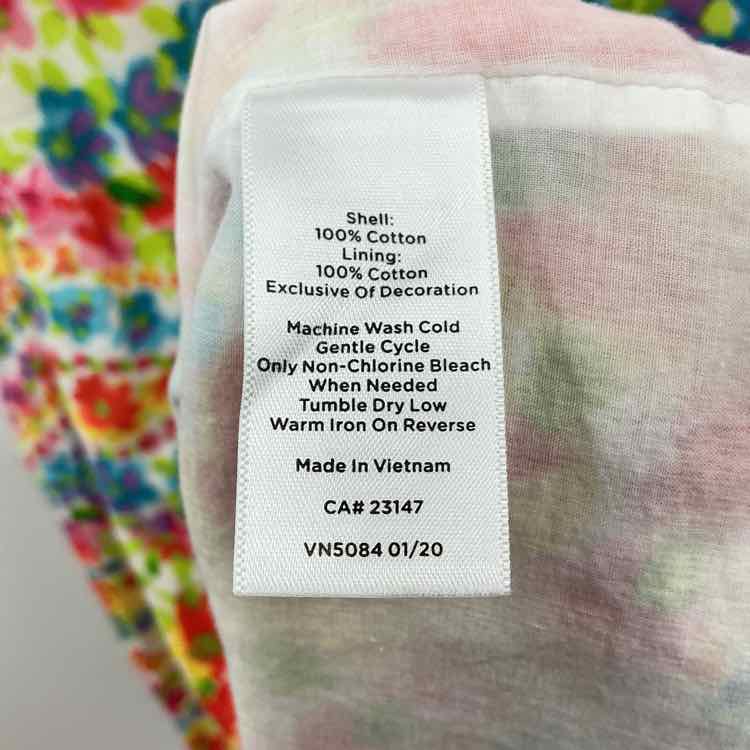 Shell:
100% Cotton
Lining:
100% Cotton
Exclusive Of Decoration
Machine Wash Cold
Gentle Cycle
Only Non-Chlorine Bleach
When Needed
Tumble Dry Low
Warm Iron On Reverse
Made In Vietnam
CA# 23147
VN5084 01/20